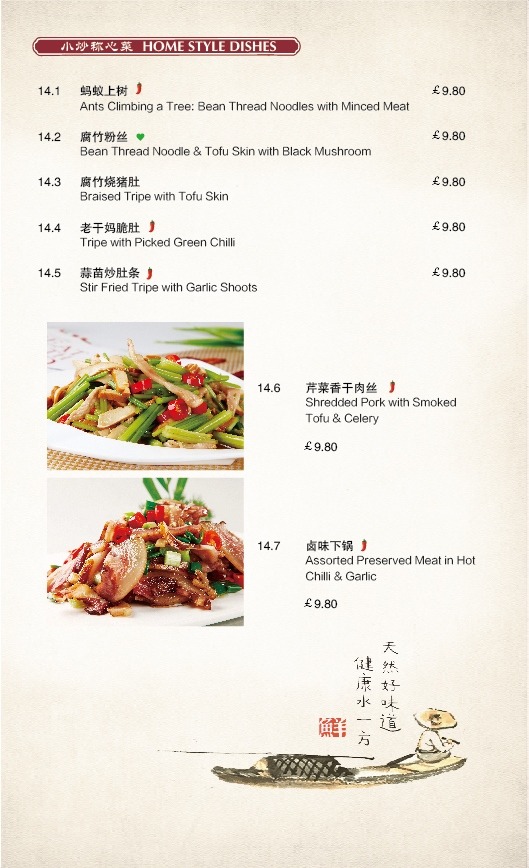 小炒称心菜 HOME STYLE DISHES
14.1 蚂蚁上树 £9.80
Ants Climbing a Tree: Bean Thread Noodles with Minced Meat
14.2 腐竹粉丝 £9.80
Bean Thread Noodle & Tofu Skin with Black Mushroom
14.3 腐竹烧猪肚 £9.80
Braised Tripe with Tofu Skin
14.4 老干妈脆肚 £9.80
Tripe with Picked Green Chilli
14.5 蒜苗炒肚条 £9.80
Stir Fried Tripe with Garlic Shoots
14.6 芹菜香干肉丝
Shredded Pork with Smoked
Tofu & Celery
£9.80
14.7 卤味下锅
Assorted Preserved Meat in Hot
Chilli & Garlic
£9.80
天然好味道
健康水一方
鮮